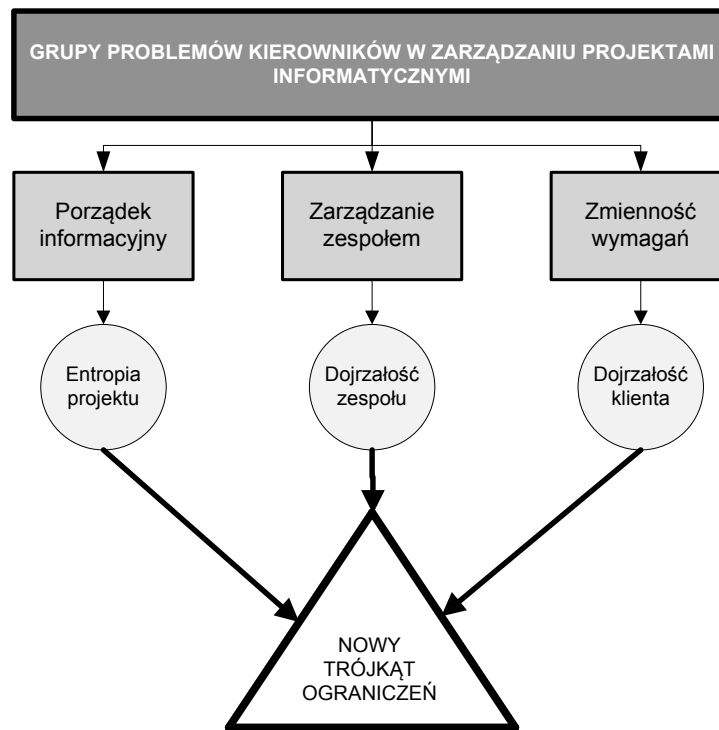 GRUPY PROBLEMÓW KIEROWNIKÓW W ZARZĄDZANIU PROJEKTAMI
INFORMATYCZNYMI
Porządek
informacyjny
Zarządzanie
zespołem
Zmienność
wymagań
Entropia
projektu
Dojrzałość
zespołu
Dojrzałość
klienta
NOWY
TRÓJKĄT
OGRANICZEŃ